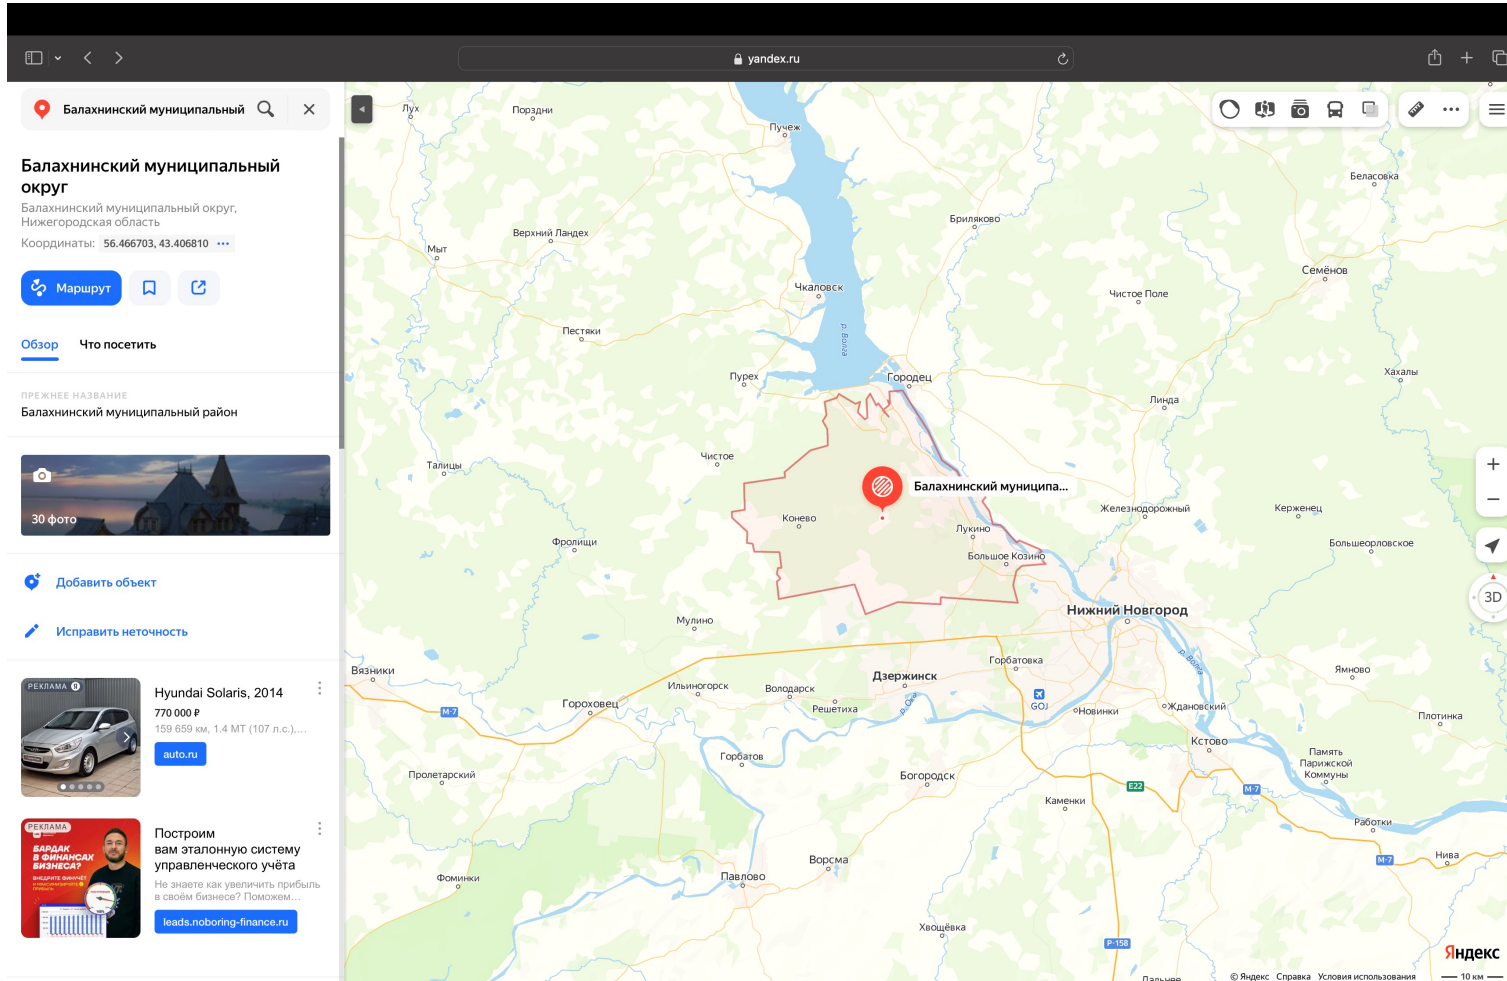 yandex.ru
Балахнинский муниципальный
Балахнинский муниципальный
округ
Балахнинский муниципальный округ,
Нижегородская область
Координаты: 56.466703, 43.406810
Маршрут
Обзор Что посетить
ПРЕЖНЕЕ НАЗВАНИЕ
Балахнинский муниципальный район
30 фото
Добавить объект
Исправить неточность
РЕКЛАМА
Hyundai Solaris, 2014
770 000 ₽
159 659 км, 1.4 MT (107 л.с.),...
auto.ru
РЕКЛАМА
БАРДАК
В ФИНАНСАХ
БИЗНЕСА?
ВНЕДРИТЕ ФИНУЧЁТ
Построим
вам эталонную систему
управленческого учёта
Не знаете как увеличить прибыль
в своём бизнесе? Поможем...
leads.noboring-finance.ru
Лух
Порздни
Пучеж
Беласовка
Бриляково
Верхний Ландех
Мыт
Семёнов
Чкаловск
Чистое Поле
Пестяки
р. Волга
Пурех
Городец
Хахалы
Линда
Чистое
Талицы
Балахнинский муниципа...
Конево
Лукино
Железнодорожный
Керженец
Фролищи
Большое Козино
Большеорловское
3D
Нижний Новгород
Мулино
р. Волга
Вязники
Горбатовка
Ямново
Дзержинск
Ильиногорск
Володарск
Решетиха
р. Ока
GOJ
Гороховец
М-7
Новинки
Ждановский
Плотинка
Кстово
Горбатов
Память
Парижской
Коммуны
Пролетарский
Богородск
E22
М-7
Каменки
Работки
Ворсма
М-7
Нива
Фоминки
Павлово
Хвощёвка
Р-158
Яндекс
Дальнее
© Яндекс Справка Условия использования
10 км